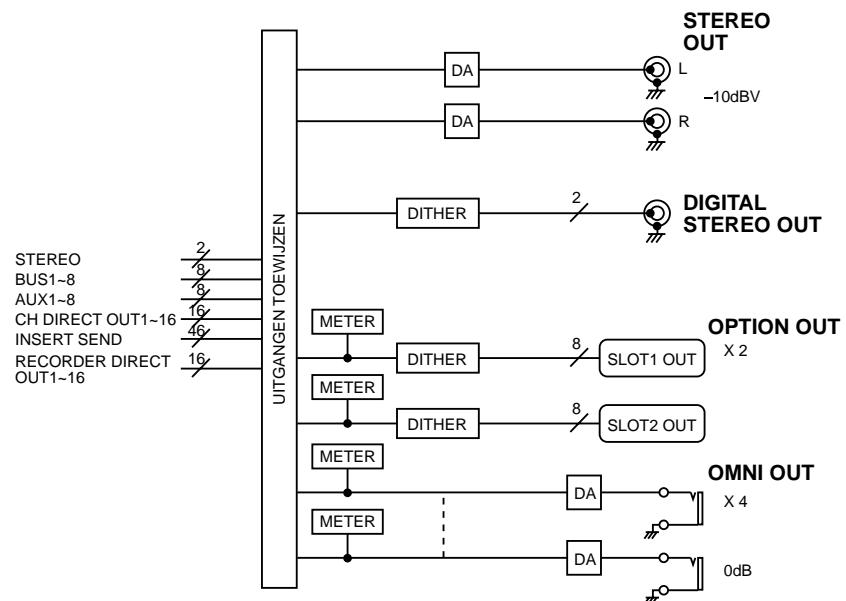 STEREO
OUT
DA
L
–10dBV
DA
R
DITHER
2
DIGITAL
STEREO OUT
UITGANGEN TOEWIJZEN
STEREO
2
BUS1~8
8
AUX1~8
8
CH DIRECT OUT1~16
16
INSERT SEND
46
RECORDER DIRECT
OUT1~16
16
METER
DITHER
8
SLOT1 OUT
OPTION OUT
X 2
METER
DITHER
8
SLOT2 OUT
METER
DA
OMNI OUT
X 4
METER
DA
0dB